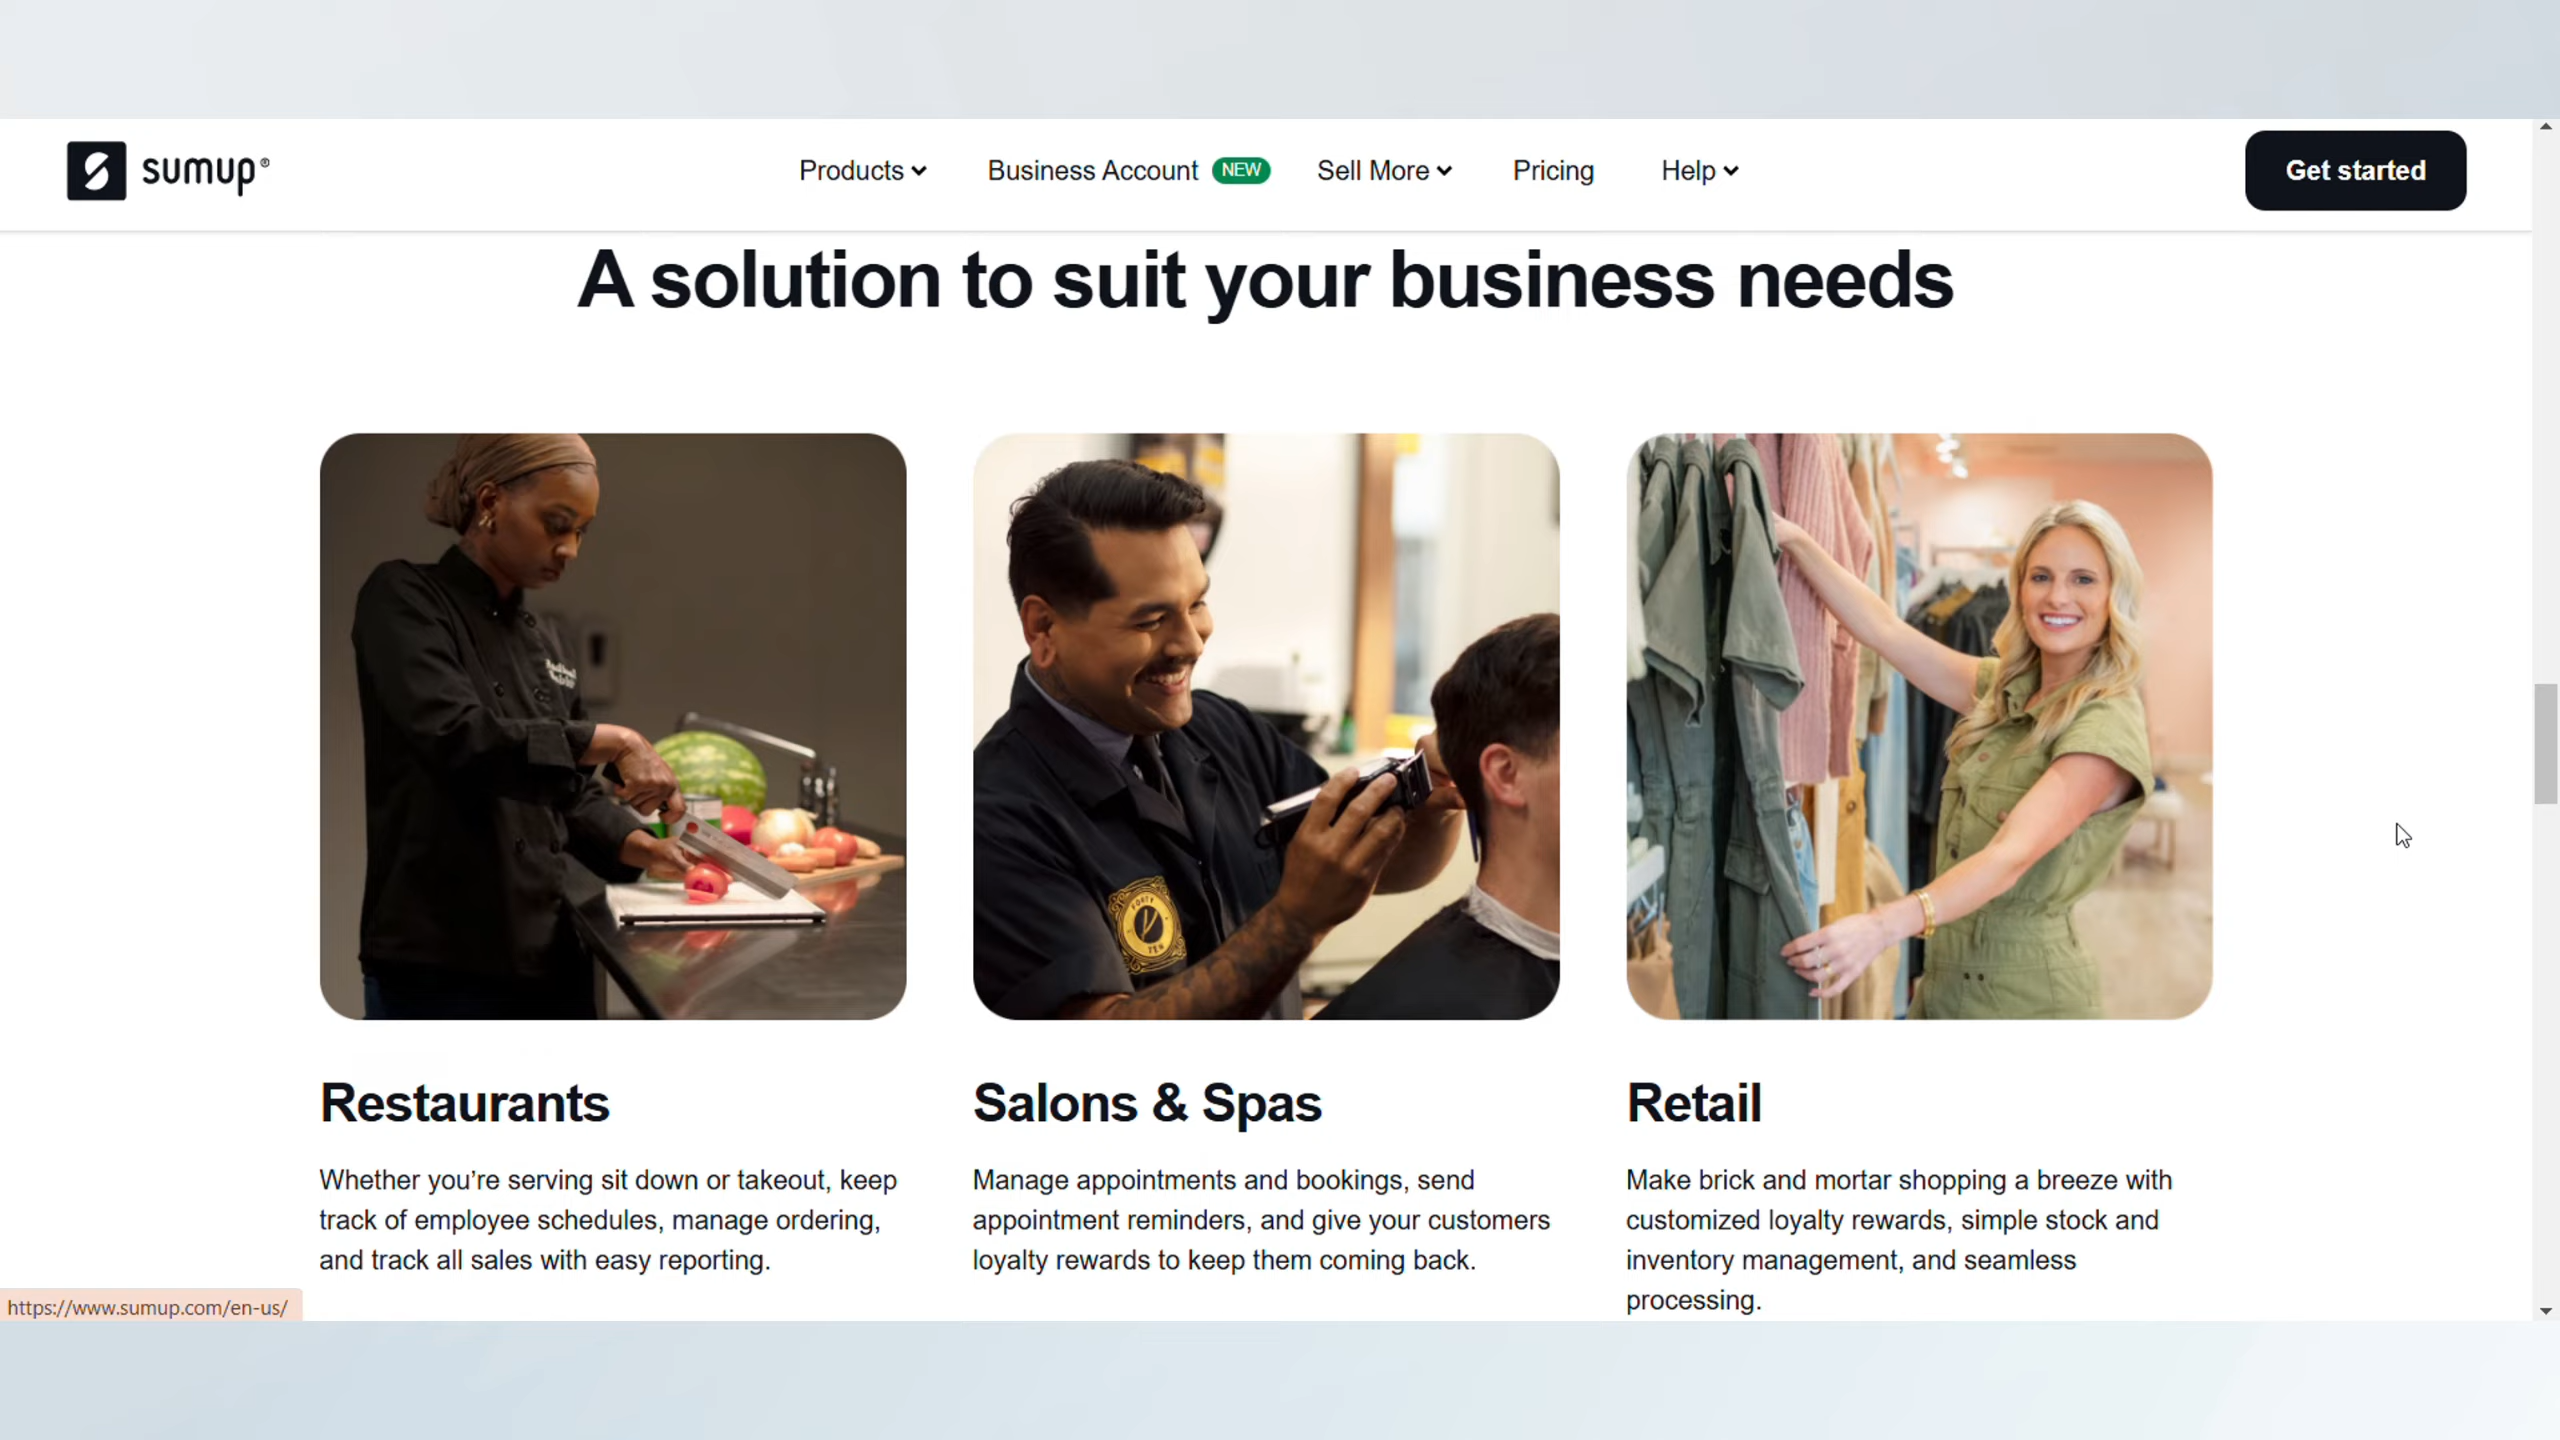 sumup®
Products
Business Account NEW
Sell More
Pricing
Help
Get started
A solution to suit your business needs
FORTY
TEN
Restaurants
Whether you’re serving sit down or takeout, keep
track of employee schedules, manage ordering,
and track all sales with easy reporting.
Salons & Spas
Manage appointments and bookings, send
appointment reminders, and give your customers
loyalty rewards to keep them coming back.
Retail
Make brick and mortar shopping a breeze with
customized loyalty rewards, simple stock and
inventory management, and seamless
processing.
https://www.sumup.com/en-us/